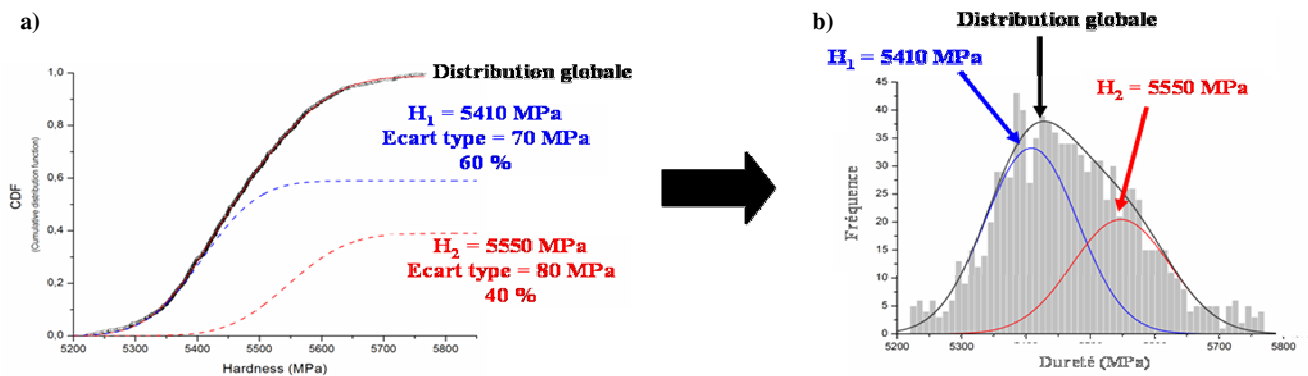 a)
Distribution globale
H1 = 5410 MPa
Ecart type = 70 MPa
60 %
H2 = 5550 MPa
Ecart type = 80 MPa
40 %
CDF
(Cumulative distribution function)
1,0
0,8
0,6
0,4
0,2
0,0
5200 5300 5400 5500 5600 5700 5800
Hardness (MPa)
b)
Distribution globale
H1 = 5410 MPa
H2 = 5550 MPa
Fréquence
45
40
35
30
25
20
15
10
5
0
5200 5300 5700 5800
Dureté (MPa)